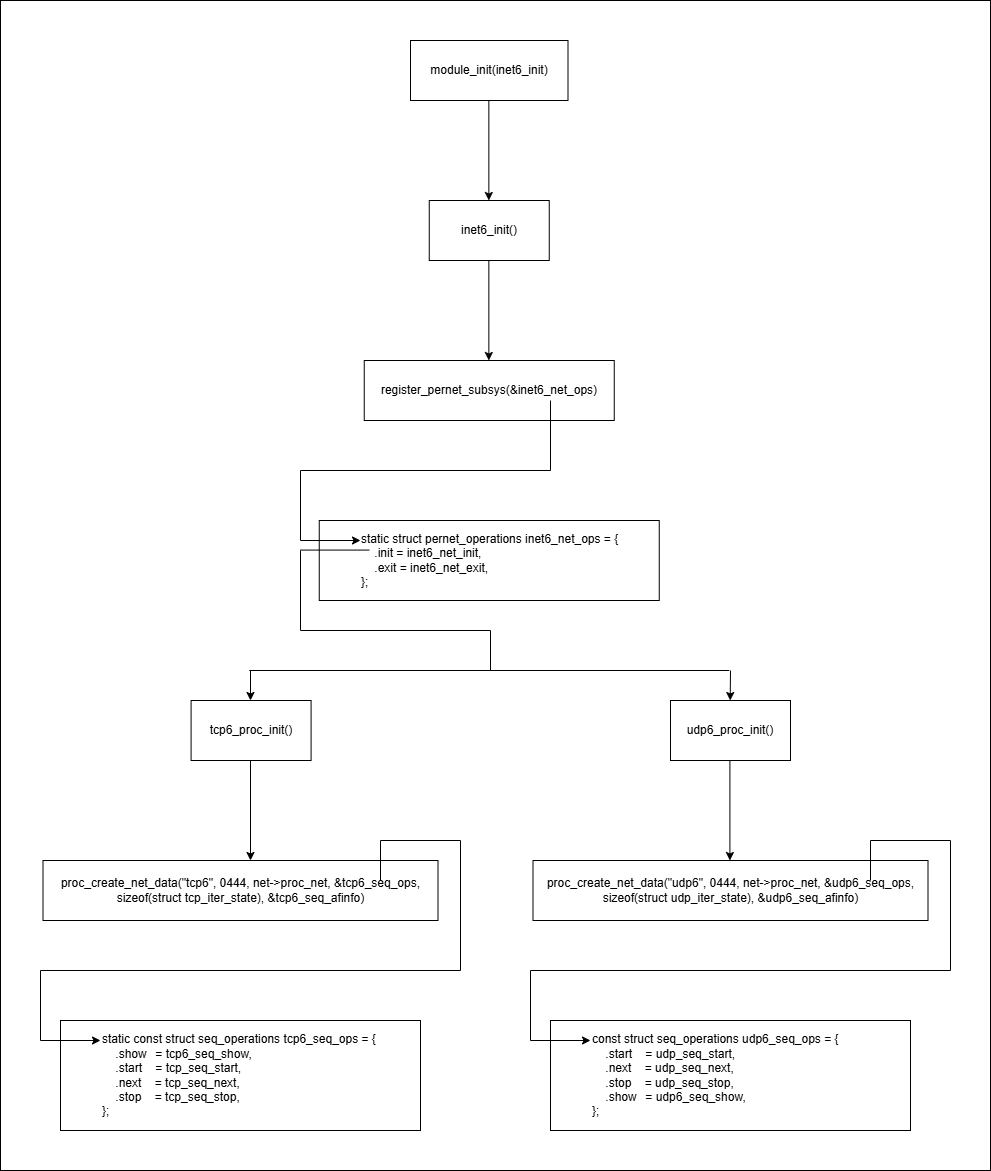 module_init(inet6_init)
inet6_init()
register_pernet_subsys(&inet6_net_ops)
static struct pernet_operations inet6_net_ops = {
    .init = inet6_net_init,
    .exit = inet6_net_exit,
};
tcp6_proc_init()
udp6_proc_init()
proc_create_net_data("tcp6", 0444, net->proc_net, &tcp6_seq_ops,
sizeof(struct tcp_iter_state), &tcp6_seq_afinfo)
proc_create_net_data("udp6", 0444, net->proc_net, &udp6_seq_ops,
sizeof(struct udp_iter_state), &udp6_seq_afinfo)
static const struct seq_operations tcp6_seq_ops = {
    .show   = tcp6_seq_show,
    .start   = tcp_seq_start,
    .next    = tcp_seq_next,
    .stop    = tcp_seq_stop,
};
const struct seq_operations udp6_seq_ops = {
    .start    = udp_seq_start,
    .next    = udp_seq_next,
    .stop    = udp_seq_stop,
    .show   = udp6_seq_show,
};